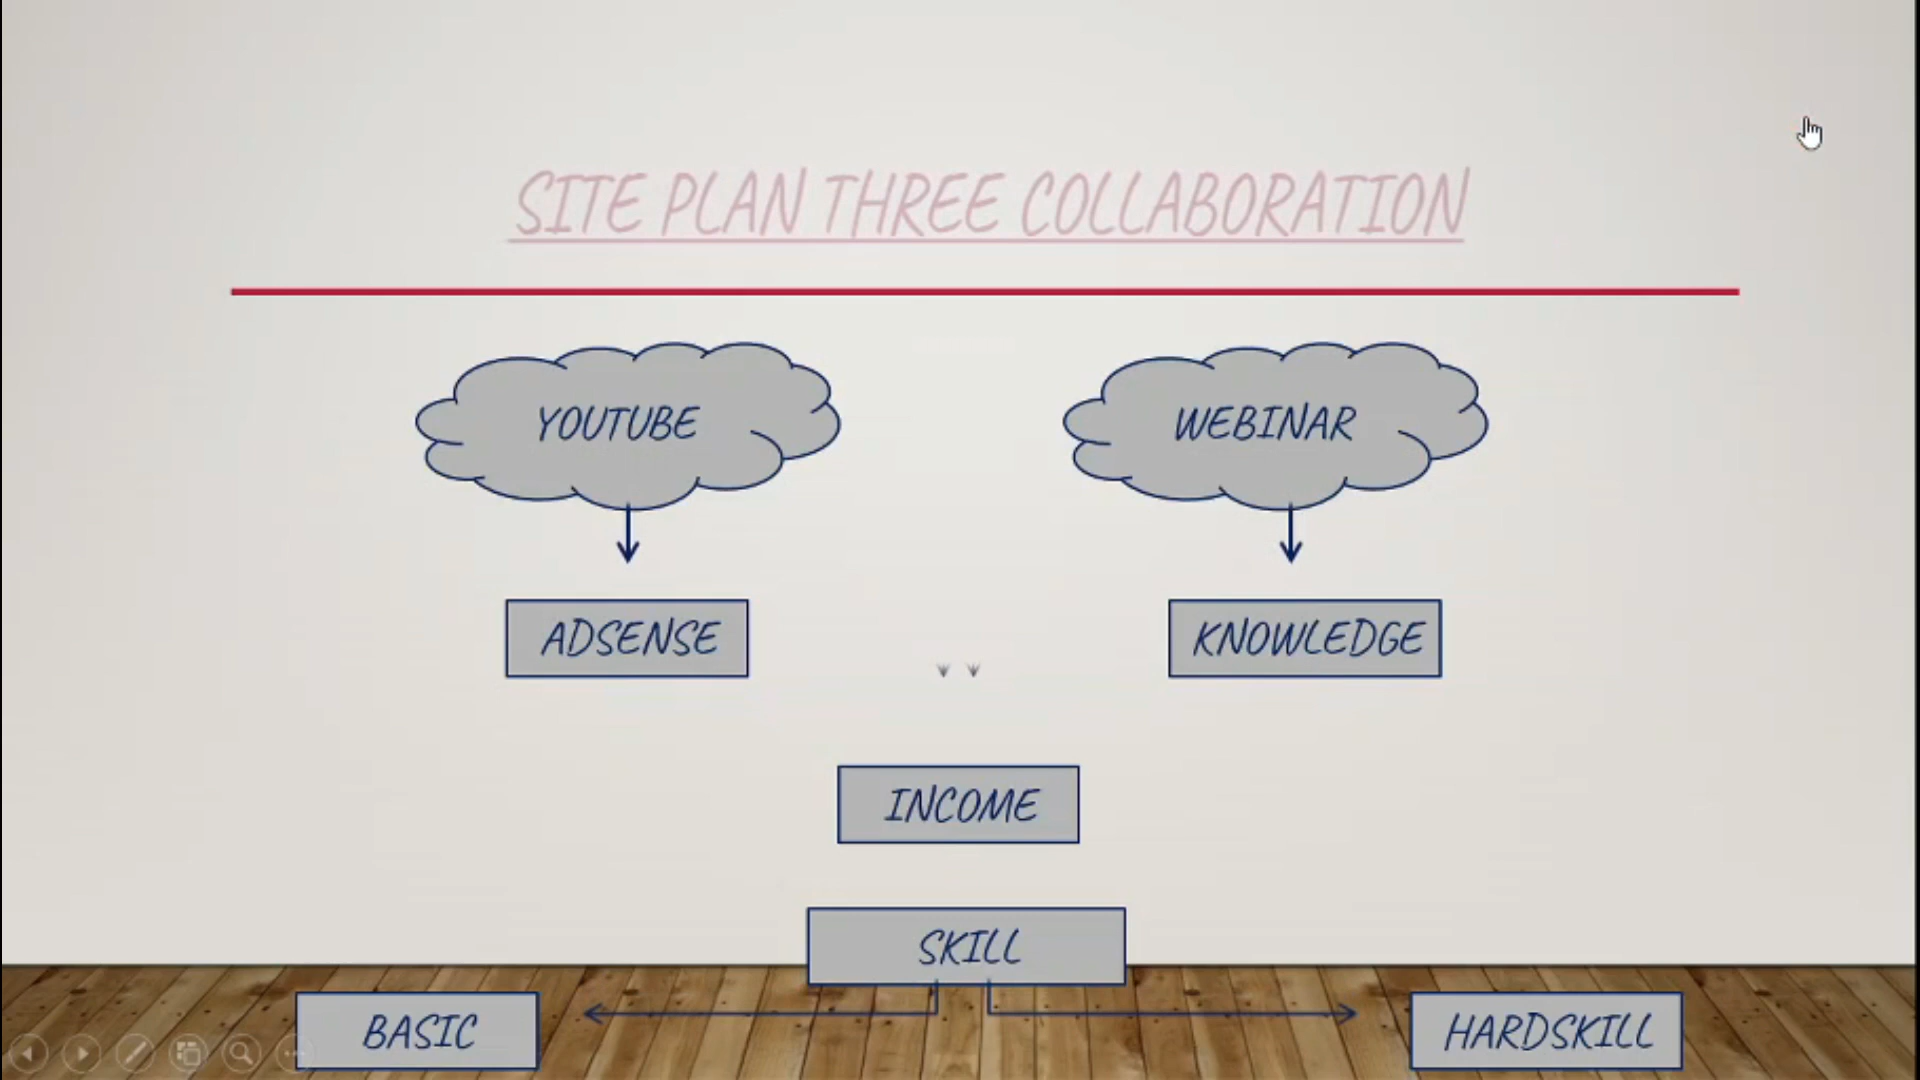 SITE PLAN THREE COLLABORATION
YOUTUBE
WEBINAR
ADSENSE
KNOWLEDGE
INCOME
SKILL
BASIC
HARDSKILL